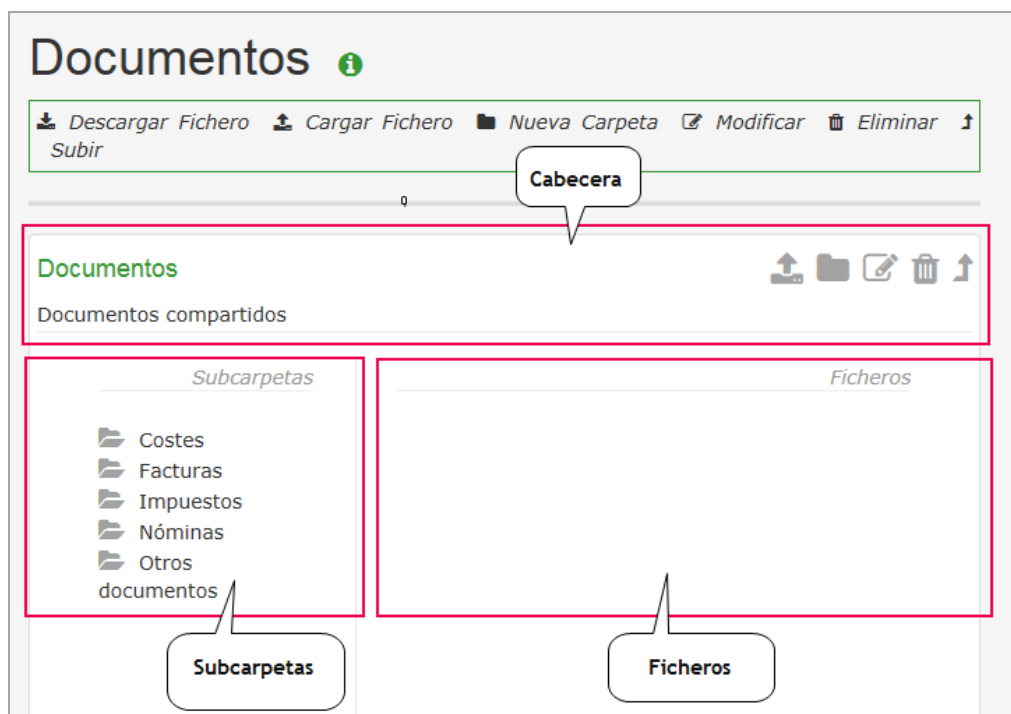 Documentos
Descargar Fichero Cargar Fichero Nueva Carpeta Modificar Eliminar
Subir
Cabecera
Documentos
Documentos compartidos
Subcarpetas
Ficheros
Costes
Facturas
Impuestos
Nóminas
Otros
documentos
Subcarpetas
Ficheros